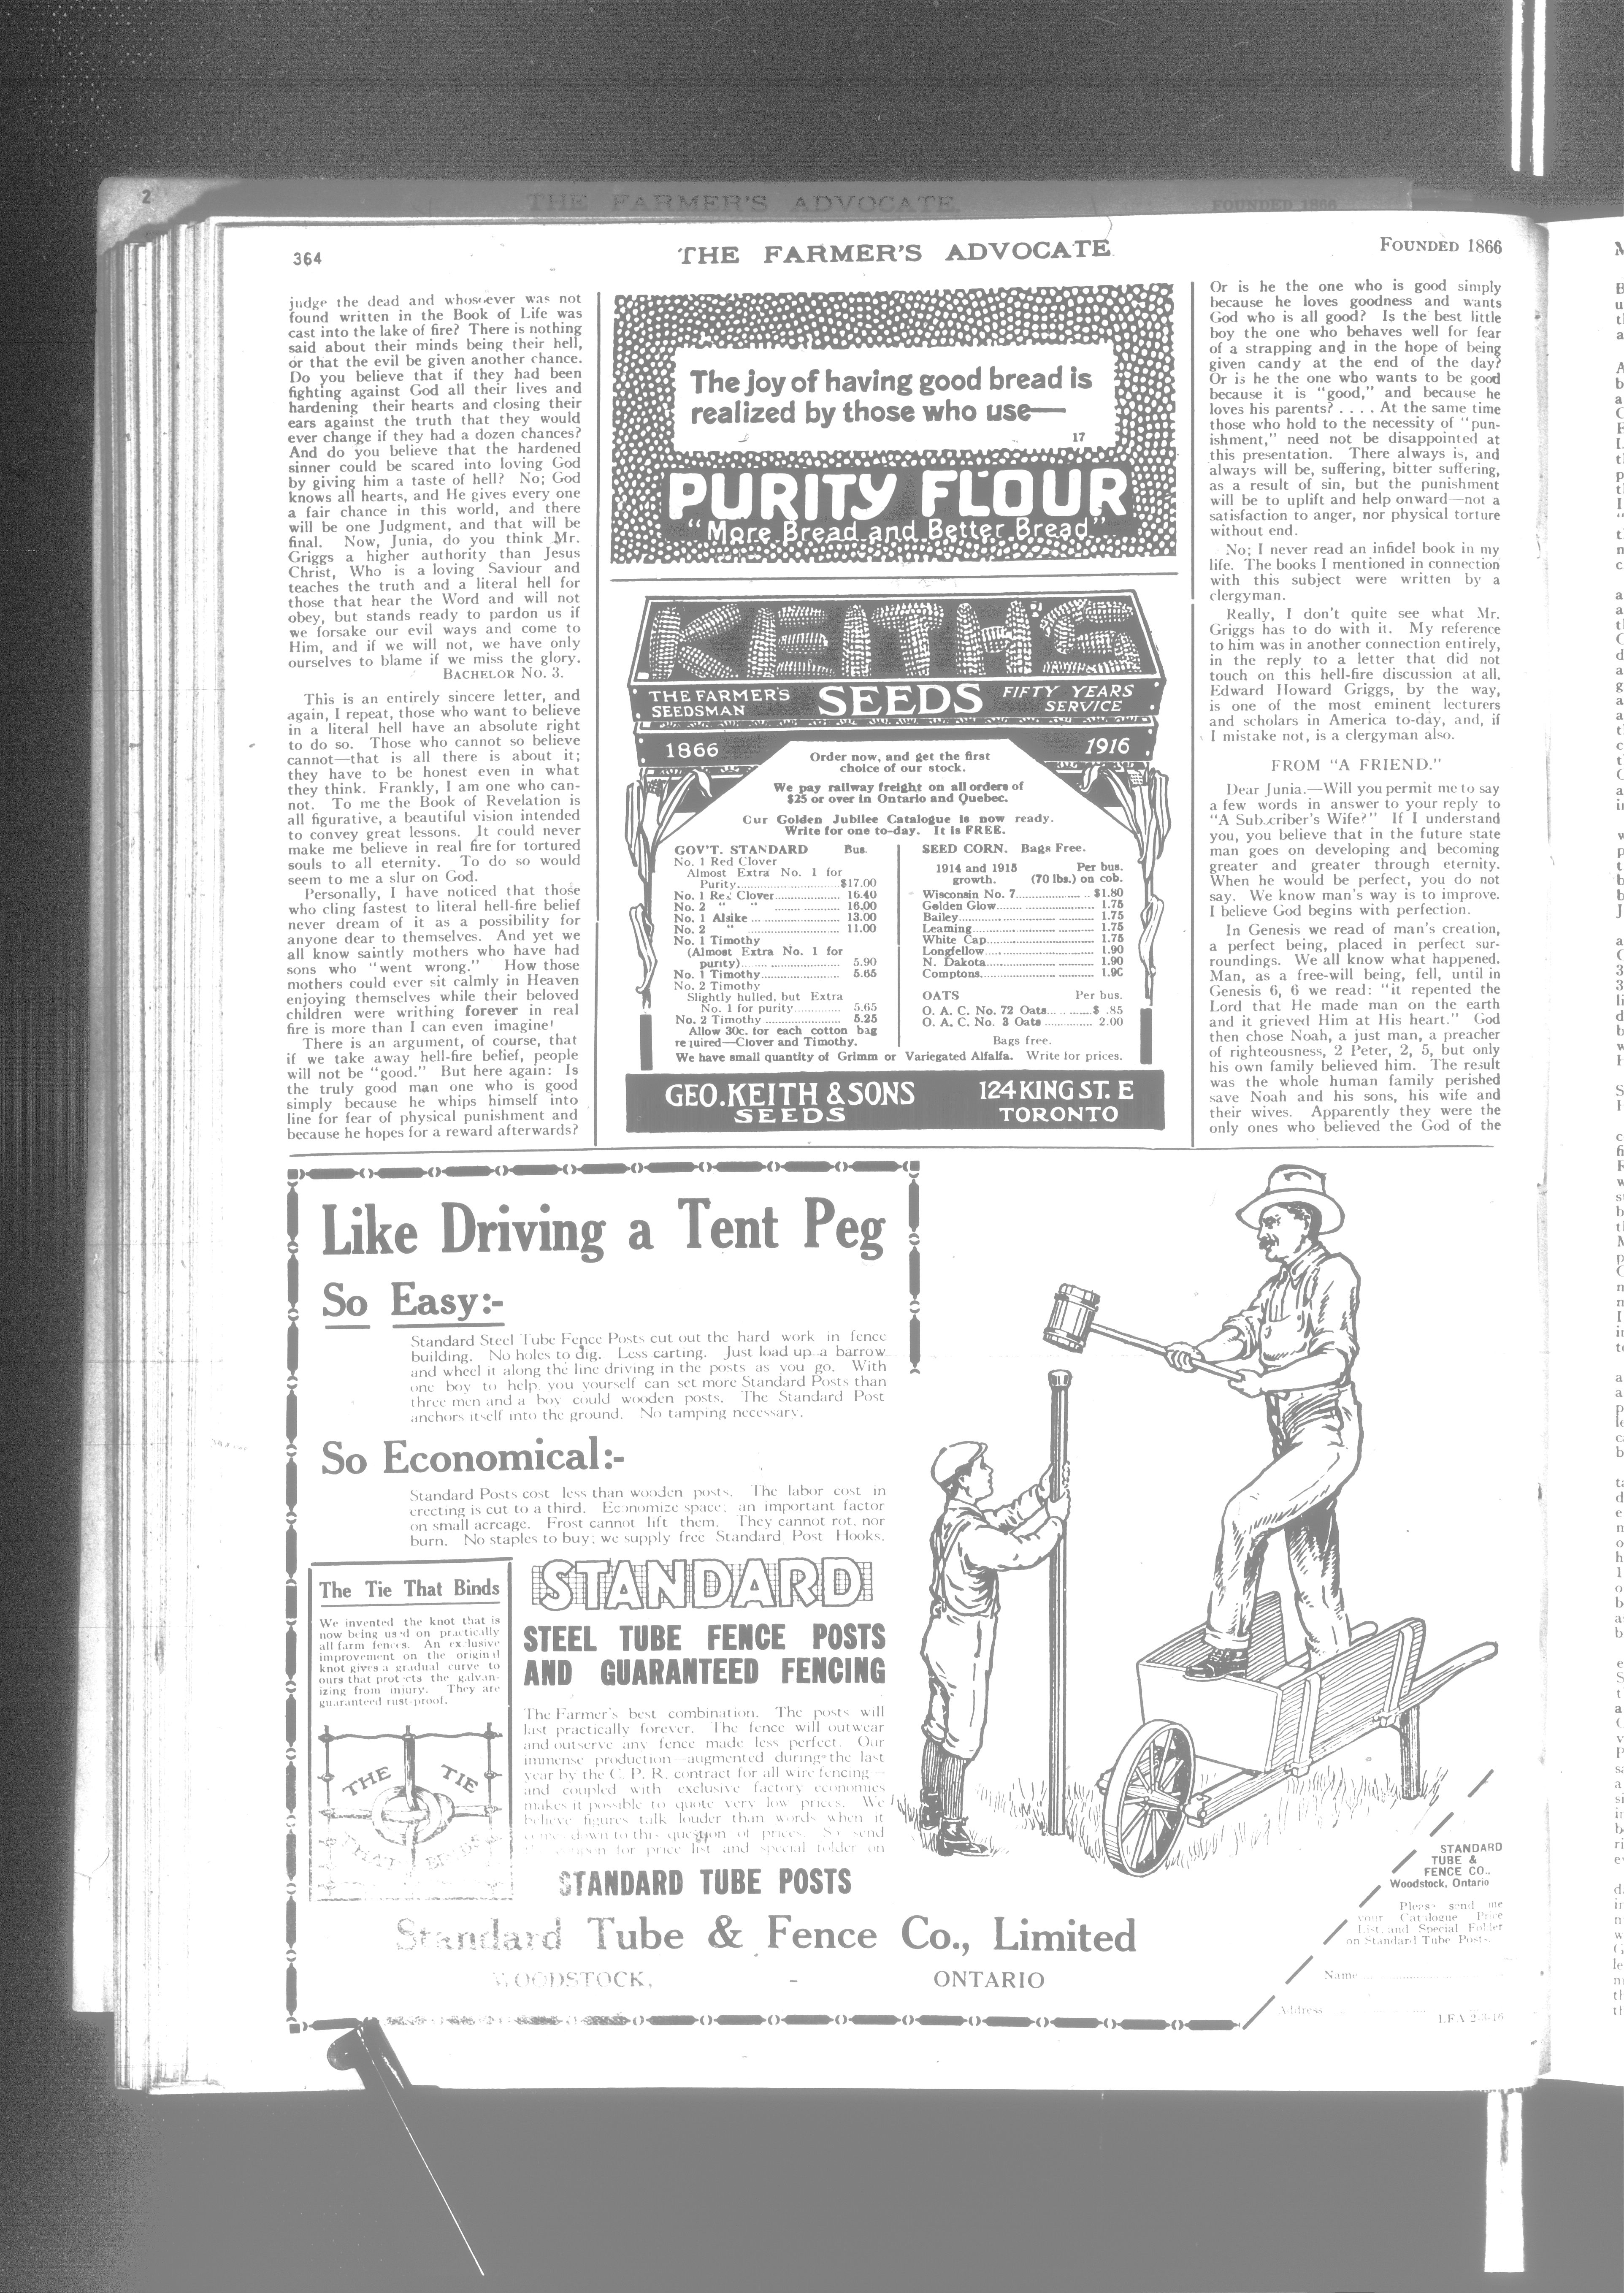 2
THE FARMER'S ADVOCATE.
FOUNDED 1866
364
THE FARMER'S ADVOCATE
FOUNDED 1866
judge the dead and whosoever was not
found written in the Book of Life was
cast into the lake of fire? There is nothing
said about their minds being their hell,
or that the evil be given another chance.
Do you believe that if they had been
fighting against God all their lives and
hardening their hearts and closing their
ears against the truth that they would
ever change if they had a dozen chances?
And do you believe that the hardened
sinner could be scared into loving God
by giving him a taste of hell? No; God
knows all hearts, and He gives every one
a fair chance in this world, and there
will be one Judgment, and that will be
final. Now, Junia, do you think Mr.
Griggs a higher authority than Jesus
Christ, Who is a loving Saviour and
teaches the truth and a literal hell for
those that hear the Word and will not
obey, but stands ready to pardon us if
we forsake our evil ways and come to
Him, and if we will not, we have only
ourselves to blame if we miss the glory.
BACHELOR NO. 3.
This is an entirely sincere letter, and
again, I repeat, those who want to believe
in a literal hell have an absolute right
to do so. Those who cannot so believe
cannot—that is all there is about it;
they have to be honest even in what
they think. Frankly, I am one who can-
not. To me the Book of Revelation is
all figurative, a beautiful vision intended
to convey great lessons. It could never
make me believe in real fire for tortured
souls to all eternity. To do so would
seem to me a slur on God.
Personally, I have noticed that those
who cling fastest to literal hell-fire belief
never dream of it as a possibility for
anyone dear to themselves. And yet we
all know saintly mothers who have had
sons who "went wrong." How those
mothers could ever sit calmly in Heaven
enjoying themselves while their beloved
children were writhing forever in real
fire is more than I can even imagine!
There is an argument, of course, that
if we take away hell-fire belief, people
will not be "good." But here again: Is
the truly good man one who is good
simply because he whips himself into
line for fear of physical punishment and
because he hopes for a reward afterwards?
The joy of having good bread is
realized by those who use—
17
PURITY FLOUR
"More Bread and Better Bread"
KEITH'S
THE FARMER'S
SEEDSMAN
SEEDS
FIFTY YEARS
SERVICE
1866
1916
Order now, and get the first
choice of our stock.
We pay railway freight on all orders of
$25 or over in Ontario and Quebec.
Our Golden Jubilee Catalogue is now ready.
Write for one to-day. It is FREE.
GOV'T. STANDARD Bus.
No. 1 Red Clover
Almost Extra No. 1 for
Purity............$17.00
No. 1 Red Clover............ 16.40
No. 2 " " ............ 16.00
No. 1 Alsike ............ 13.00
No. 2 " ............ 11.00
No. 1 Timothy
(Almost Extra No. 1 for
purity)............ 5.90
No. 1 Timothy............ 5.65
No. 2 Timothy
Slightly hulled, but Extra
No. 1 for purity............ 5.65
No. 2 Timothy ............ 5.25
Allow 30c. for each cotton bag
required—Clover and Timothy.
SEED CORN. Bags Free.
1914 and 1915 Per bus.
growth. (70 lbs.) on cob.
Wisconsin No. 7............$1.80
Golden Glow............ 1.75
Bailey............ 1.75
Leaming............ 1.75
White Cap............ 1.75
Longfellow............ 1.90
N. Dakota............ 1.90
Comptons............ 1.90
OATS Per bus.
O. A. C. No. 72 Oats............$ .85
O. A. C. No. 3 Oats ............ 2.00
Bags free.
We have small quantity of Grimm or Variegated Alfalfa. Write for prices.
GEO. KEITH & SONS
SEEDS
124 KING ST. E
TORONTO
Or is he the one who is good simply
because he loves goodness and wants
God who is all good? Is the best little
boy the one who behaves well for fear
of a strapping and in the hope of being
given candy at the end of the day?
Or is he the one who wants to be good
because it is "good," and because he
loves his parents? . . . . At the same time
those who hold to the necessity of "pun-
ishment," need not be disappointed at
this presentation. There always is, and
always will be, suffering, bitter suffering,
as a result of sin, but the punishment
will be to uplift and help onward—not a
satisfaction to anger, nor physical torture
without end.
No; I never read an infidel book in my
life. The books I mentioned in connection
with this subject were written by a
clergyman.
Really, I don't quite see what Mr.
Griggs has to do with it. My reference
to him was in another connection entirely,
in the reply to a letter that did not
touch on this hell-fire discussion at all.
Edward Howard Griggs, by the way,
is one of the most eminent lecturers
and scholars in America to-day, and, if
I mistake not, is a clergyman also.
FROM "A FRIEND."
Dear Junia.—Will you permit me to say
a few words in answer to your reply to
"A Subscriber's Wife?" If I understand
you, you believe that in the future state
man goes on developing and becoming
greater and greater through eternity.
When he would be perfect, you do not
say. We know man's way is to improve.
I believe God begins with perfection.
In Genesis we read of man's creation,
a perfect being, placed in perfect sur-
roundings. We all know what happened.
Man, as a free-will being, fell, until in
Genesis 6, 6 we read: "it repented the
Lord that He made man on the earth
and it grieved Him at His heart." God
then chose Noah, a just man, a preacher
of righteousness, 2 Peter, 2, 5, but only
his own family believed him. The result
was the whole human family perished
save Noah and his sons, his wife and
their wives. Apparently they were the
only ones who believed the God of the
Like Driving a Tent Peg
So Easy:-
Standard Steel Tube Fence Posts cut out the hard work in fence
building. No holes to dig. Less carting. Just load up a barrow
and wheel it along the line driving in the posts as you go. With
one boy to help you yourself can set more Standard Posts than
three men and a boy could wooden posts. The Standard Post
anchors itself into the ground. No tamping necessary.
So Economical:-
Standard Posts cost less than wooden posts. The labor cost in
erecting is cut to a third. Economize space; an important factor
on small acreage. Frost cannot lift them. They cannot rot, nor
burn. No staples to buy; we supply free Standard Post Hooks.
The Tie That Binds
We invented the knot that is
now being used on practically
all farm fences. An exclusive
improvement on the original
knot gives a gradual curve to
ours that protects the galvan-
izing from injury. They are
guaranteed rust-proof.
THE TIE
THAT BINDS
STANDARD
STEEL TUBE FENCE POSTS
AND GUARANTEED FENCING
The Farmer's best combination. The posts will
last practically forever. The fence will outwear
and outserve any fence made less perfect. Our
immense production—augmented during the last
year by the C. P. R. contract for all wire fencing—
and coupled with exclusive factory economies
makes it possible to quote very low prices. We
believe figures talk louder than words when it
comes down to this question of prices. So send
coupon for price list and special folder on
STANDARD TUBE POSTS
Standard Tube & Fence Co., Limited
WOODSTOCK, - ONTARIO
STANDARD
TUBE &
FENCE CO.,
Woodstock, Ontario
Please send me
your Catalogue Price
List and Special Folder
on Standard Tube Posts.
Name
Address
LFA 2-3-16